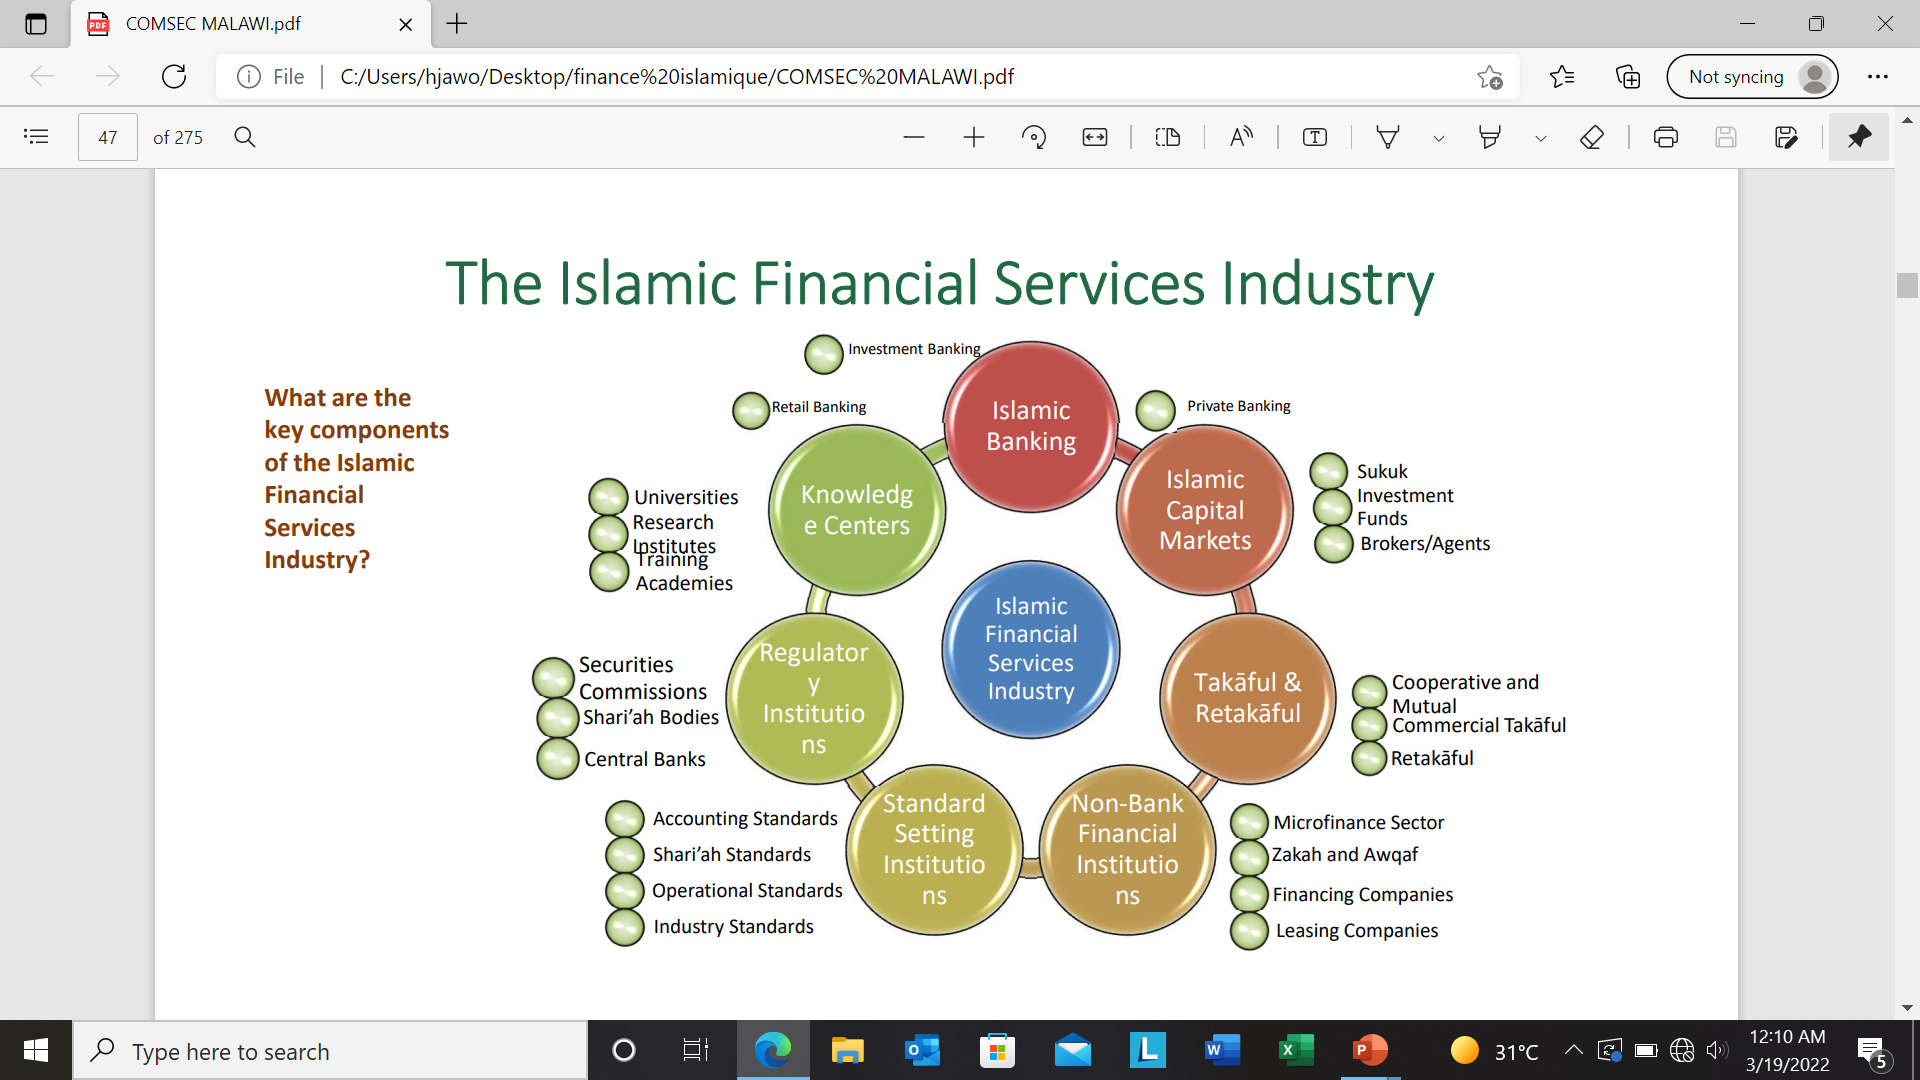 COMSEC MALAWI.pdf
File
C:/Users/hjawo/Desktop/finance%20islamique/COMSEC%20MALAWI.pdf
Not syncing
47
of 275
The Islamic Financial Services Industry
What are the
key components
of the Islamic
Financial
Services
Industry?
Investment Banking
Retail Banking
Islamic
Banking
Private Banking
Knowledg
e Centers
Universities
Research
Institutes
Training
Academies
Islamic
Capital
Markets
Sukuk
Investment
Funds
Brokers/Agents
Islamic
Financial
Services
Industry
Regulator
y
Institutio
ns
Securities
Commissions
Shari’ah Bodies
Central Banks
Takāful &
Retakāful
Cooperative and
Mutual
Commercial Takāful
Retakāful
Standard
Setting
Institutio
ns
Accounting Standards
Shari’ah Standards
Operational Standards
Industry Standards
Non-Bank
Financial
Institutio
ns
Microfinance Sector
Zakah and Awqaf
Financing Companies
Leasing Companies
Type here to search
31°C
12:10 AM
3/19/2022
5